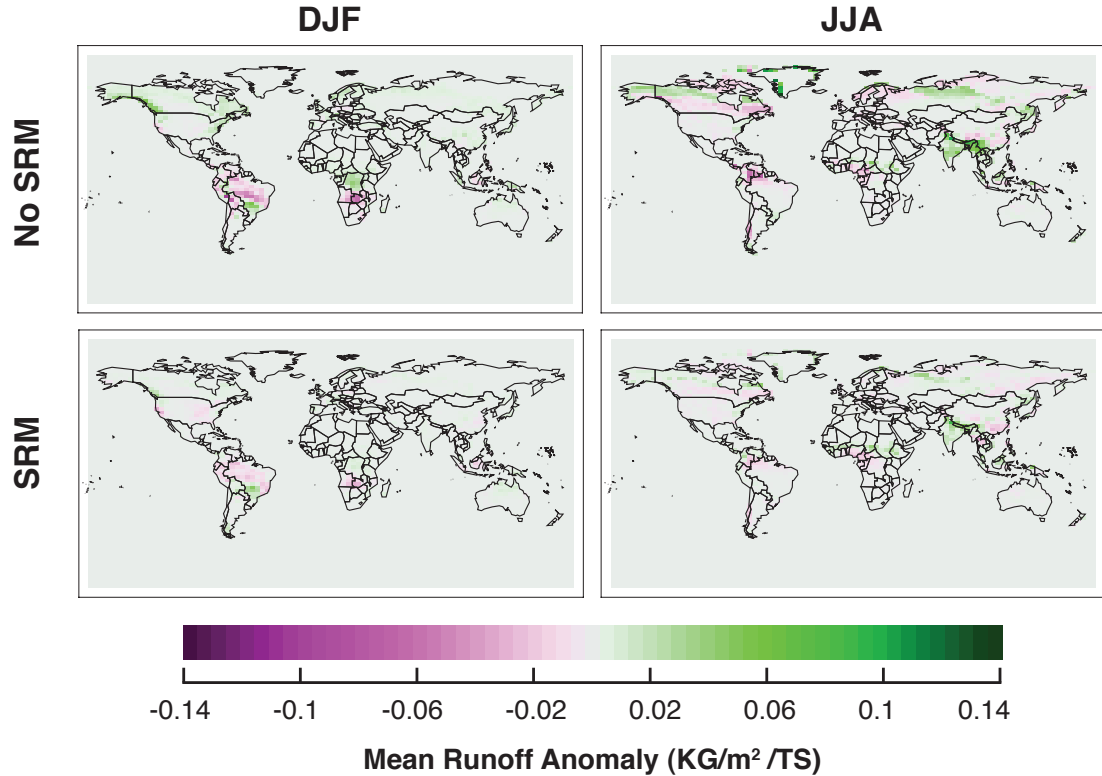 DJF
JJA
No SRM
SRM
-0.14 -0.1 -0.06 -0.02 0.02 0.06 0.1 0.14
Mean Runoff Anomaly (KG/m² /TS)